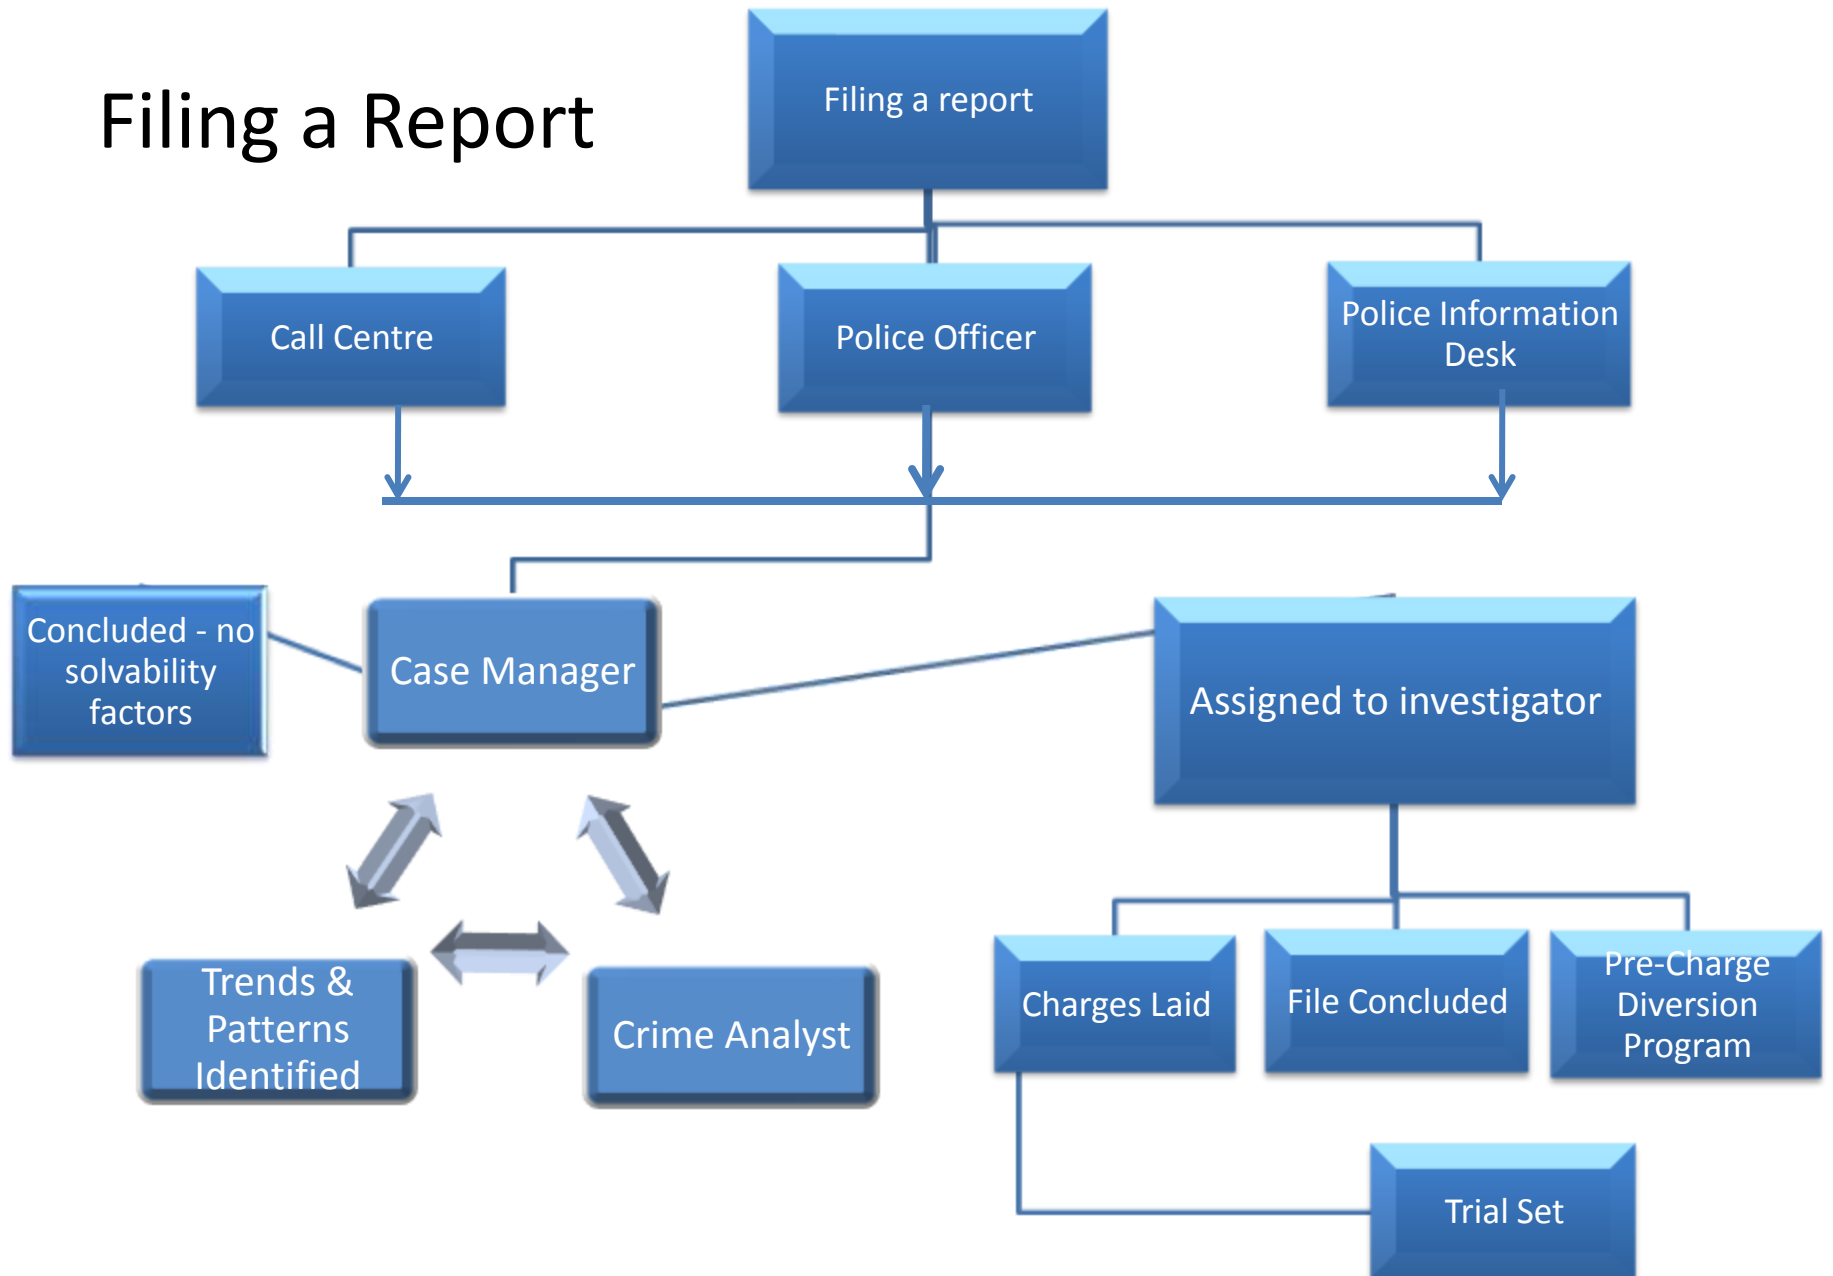 Filing a Report
Filing a report
Call Centre
Police Officer
Police Information
Desk
Concluded - no
solvability
factors
Case Manager
Assigned to investigator
Trends &
Patterns
Identified
Crime Analyst
Charges Laid
File Concluded
Pre-Charge
Diversion
Program
Trial Set